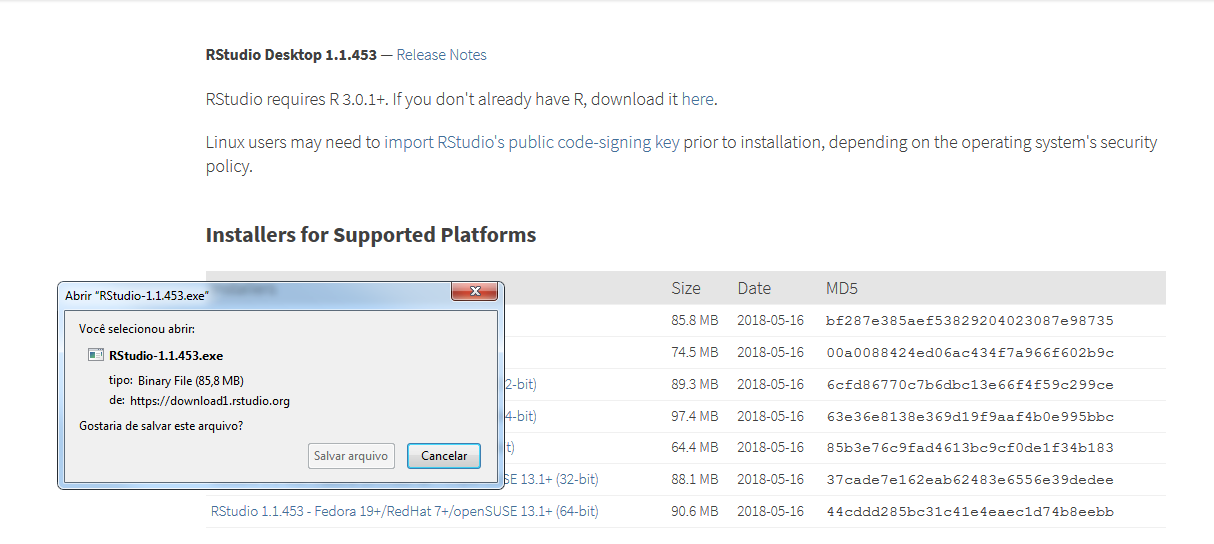 RStudio Desktop 1.1.453 — Release Notes
RStudio requires R 3.0.1+. If you don't already have R, download it here.
Linux users may need to import RStudio's public code-signing key prior to installation, depending on the operating system's security
policy.
Installers for Supported Platforms
Size Date MD5
Abrir "RStudio-1.1.453.exe"
Você selecionou abrir:
RStudio-1.1.453.exe
tipo: Binary File (85,8 MB)
de: https://download1.rstudio.org
Gostaria de salvar este arquivo?
Salvar arquivo Cancelar
85.8 MB 2018-05-16 bf287e385aef53829204023087e98735
74.5 MB 2018-05-16 00a0088424ed06ac434f7a966f602b9c
2-bit) 89.3 MB 2018-05-16 6cfd86770c7b6dbc13e66f4f59c299ce
4-bit) 97.4 MB 2018-05-16 63e36e8138e369d19f9aaf4b0e995bbc
t) 64.4 MB 2018-05-16 85b3e76c9fad4613bc9cf0de1f34b183
SE 13.1+ (32-bit) 88.1 MB 2018-05-16 37cade7e162eab62483e6556e39dedee
RStudio 1.1.453 - Fedora 19+/RedHat 7+/openSUSE 13.1+ (64-bit) 90.6 MB 2018-05-16 44cddd285bc31c41e4eaec1d74b8eebb